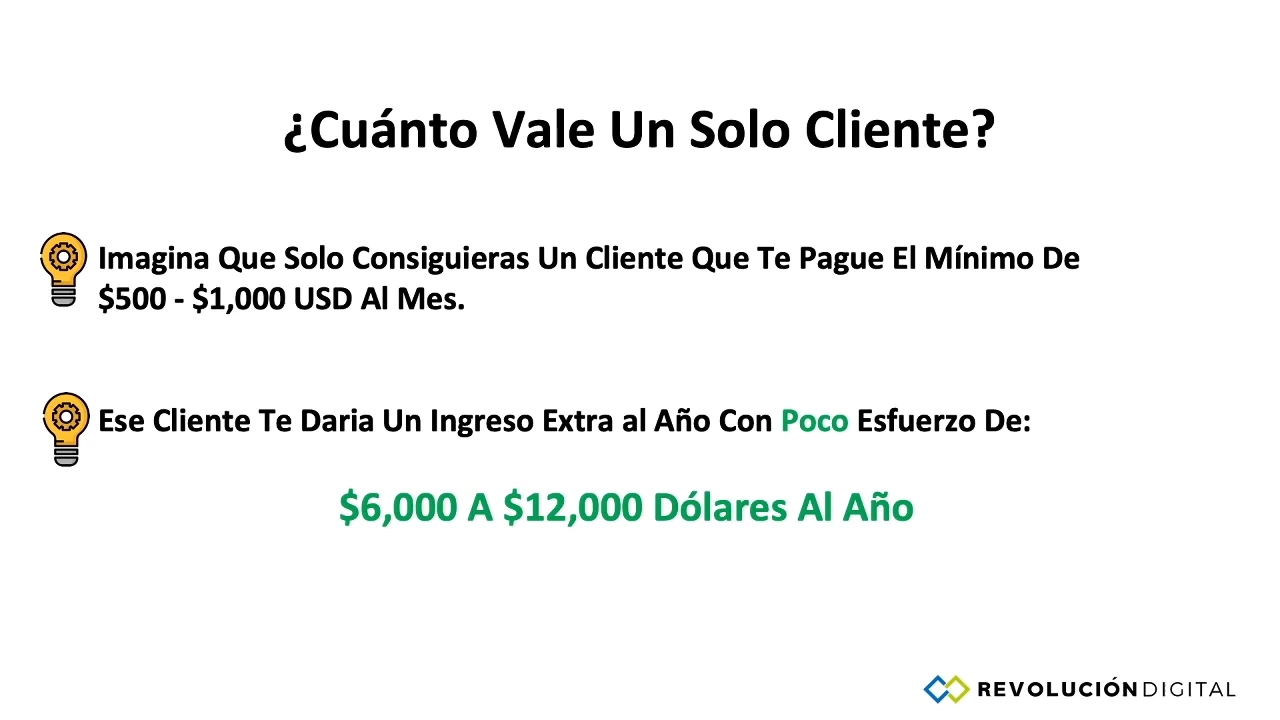 ¿Cuánto Vale Un Solo Cliente?
Imagina Que Solo Consiguieras Un Cliente Que Te Pague El Mínimo De
$500 - $1,000 USD Al Mes.
Ese Cliente Te Daria Un Ingreso Extra al Año Con Poco Esfuerzo De:
$6,000 A $12,000 Dólares Al Año
REVOLUCIÓN DIGITAL